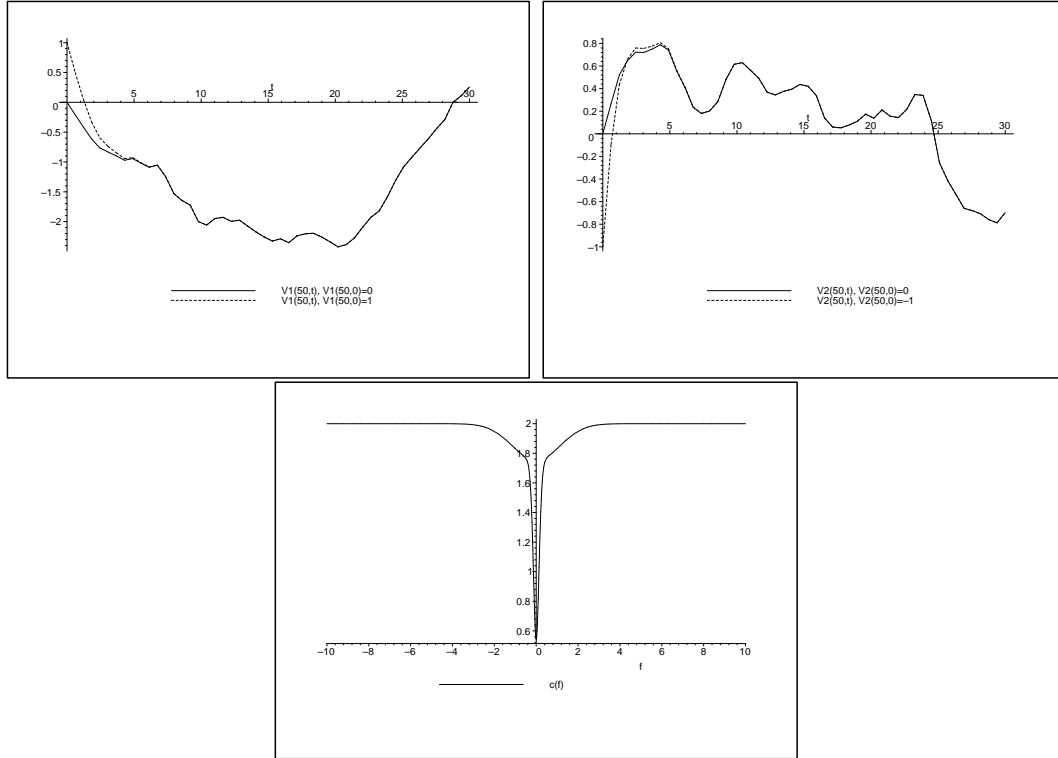 1
0.5
0
–0.5
–1
–1.5
–2
5 10 15 20 25 30
t
V1(50,t), V1(50,0)=0
V1(50,t), V1(50,0)=1
0.8
0.6
0.4
0.2
0
–0.2
–0.4
–0.6
–0.8
–1
5 10 15 20 25 30
t
V2(50,t), V2(50,0)=0
V2(50,t), V2(50,0)=–1
2
1.8
1.6
1.4
1.2
1
0.8
0.6
–10 –8 –6 –4 –2 0 2 4 6 8 10
f
c(f)